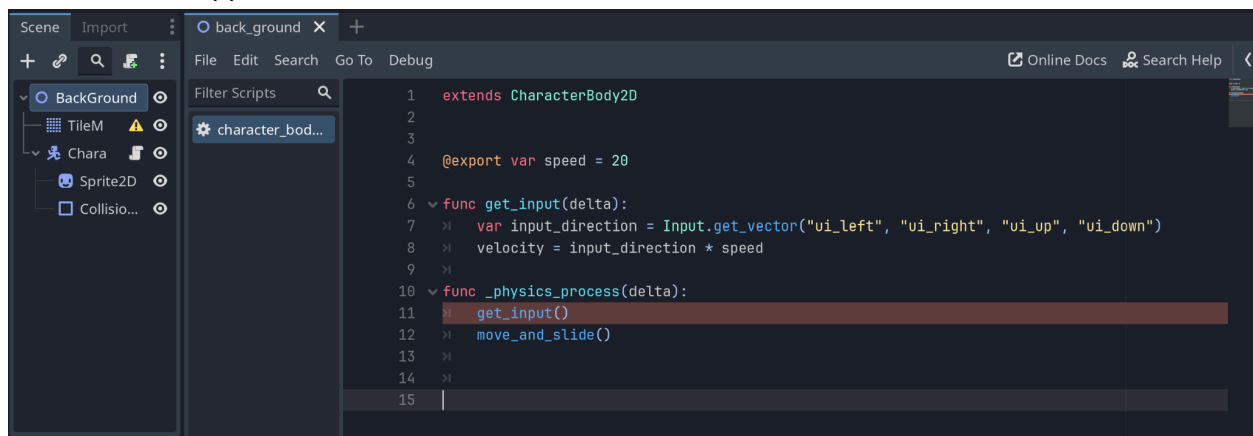 Scene Import
back_ground
File Edit Search Go To Debug
Online Docs
DOC Search Help
Filter Scripts
BackGround
TileM
Chara
Sprite2D
Collisio...
character_bod...
1 extends CharacterBody2D
2
3
4 @export var speed = 20
5
6 func get_input(delta):
7 var input_direction = Input.get_vector("ui_left", "ui_right", "ui_up", "ui_down")
8 velocity = input_direction * speed
9
10 func _physics_process(delta):
11 get_input()
12 move_and_slide()
13
14
15